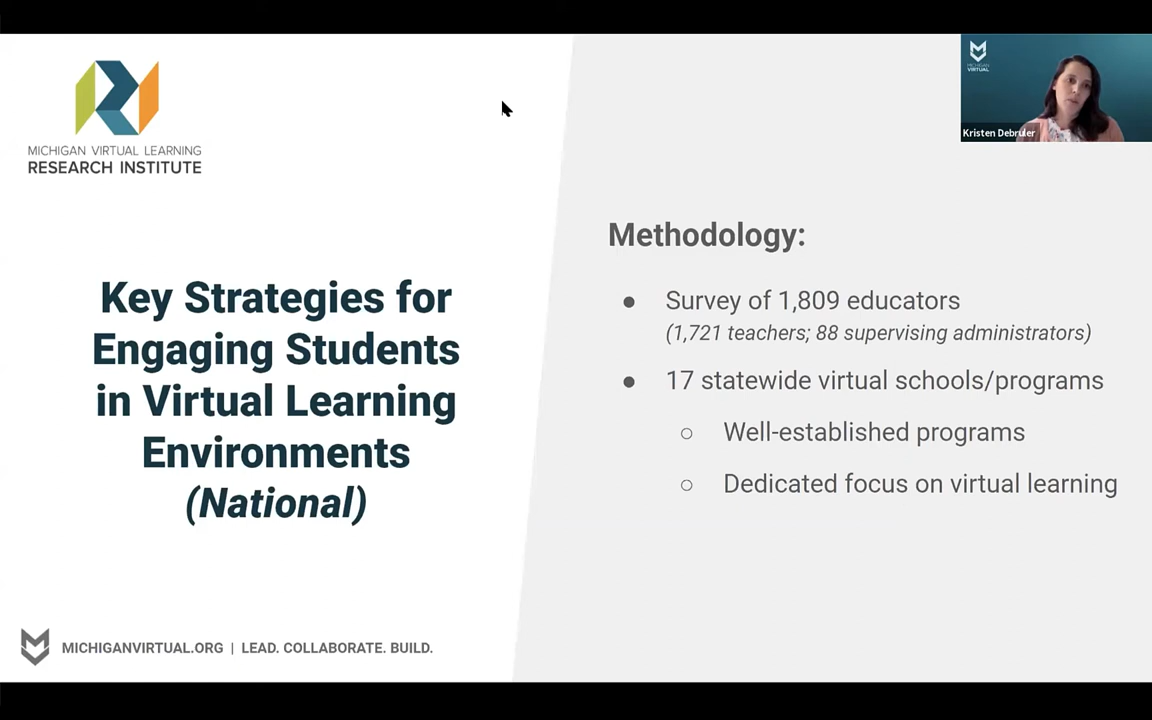 MICHIGAN VIRTUAL LEARNING
RESEARCH INSTITUTE
MICHIGAN
VIRTUAL
Kristen Debruler
Key Strategies for
Engaging Students
in Virtual Learning
Environments
(National)
Methodology:
● Survey of 1,809 educators
(1,721 teachers; 88 supervising administrators)
● 17 statewide virtual schools/programs
○ Well-established programs
○ Dedicated focus on virtual learning
MICHIGANVIRTUAL.ORG | LEAD. COLLABORATE. BUILD.